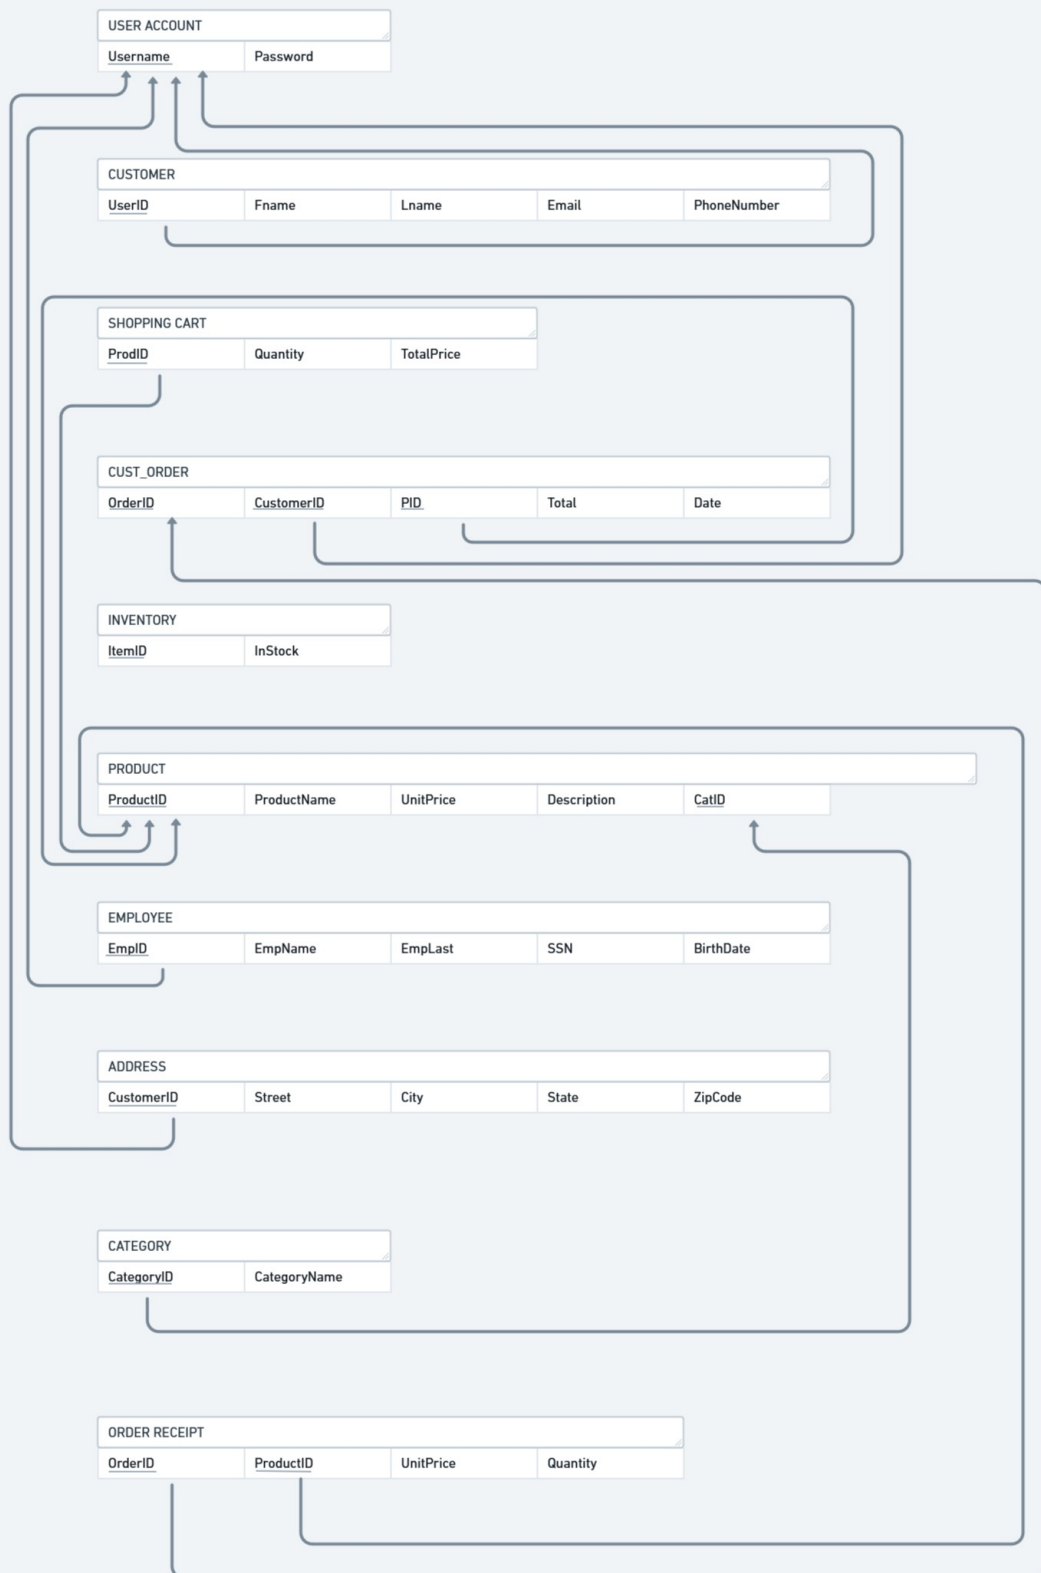 USER ACCOUNT
Username Password
CUSTOMER
UserID Fname Lname Email PhoneNumber
SHOPPING CART
ProdID Quantity TotalPrice
CUST_ORDER
OrderID CustomerID PID Total Date
INVENTORY
ItemID InStock
PRODUCT
ProductID ProductName UnitPrice Description CatID
EMPLOYEE
EmpID EmpName EmpLast SSN BirthDate
ADDRESS
CustomerID Street City State ZipCode
CATEGORY
CategoryID CategoryName
ORDER RECEIPT
OrderID ProductID UnitPrice Quantity